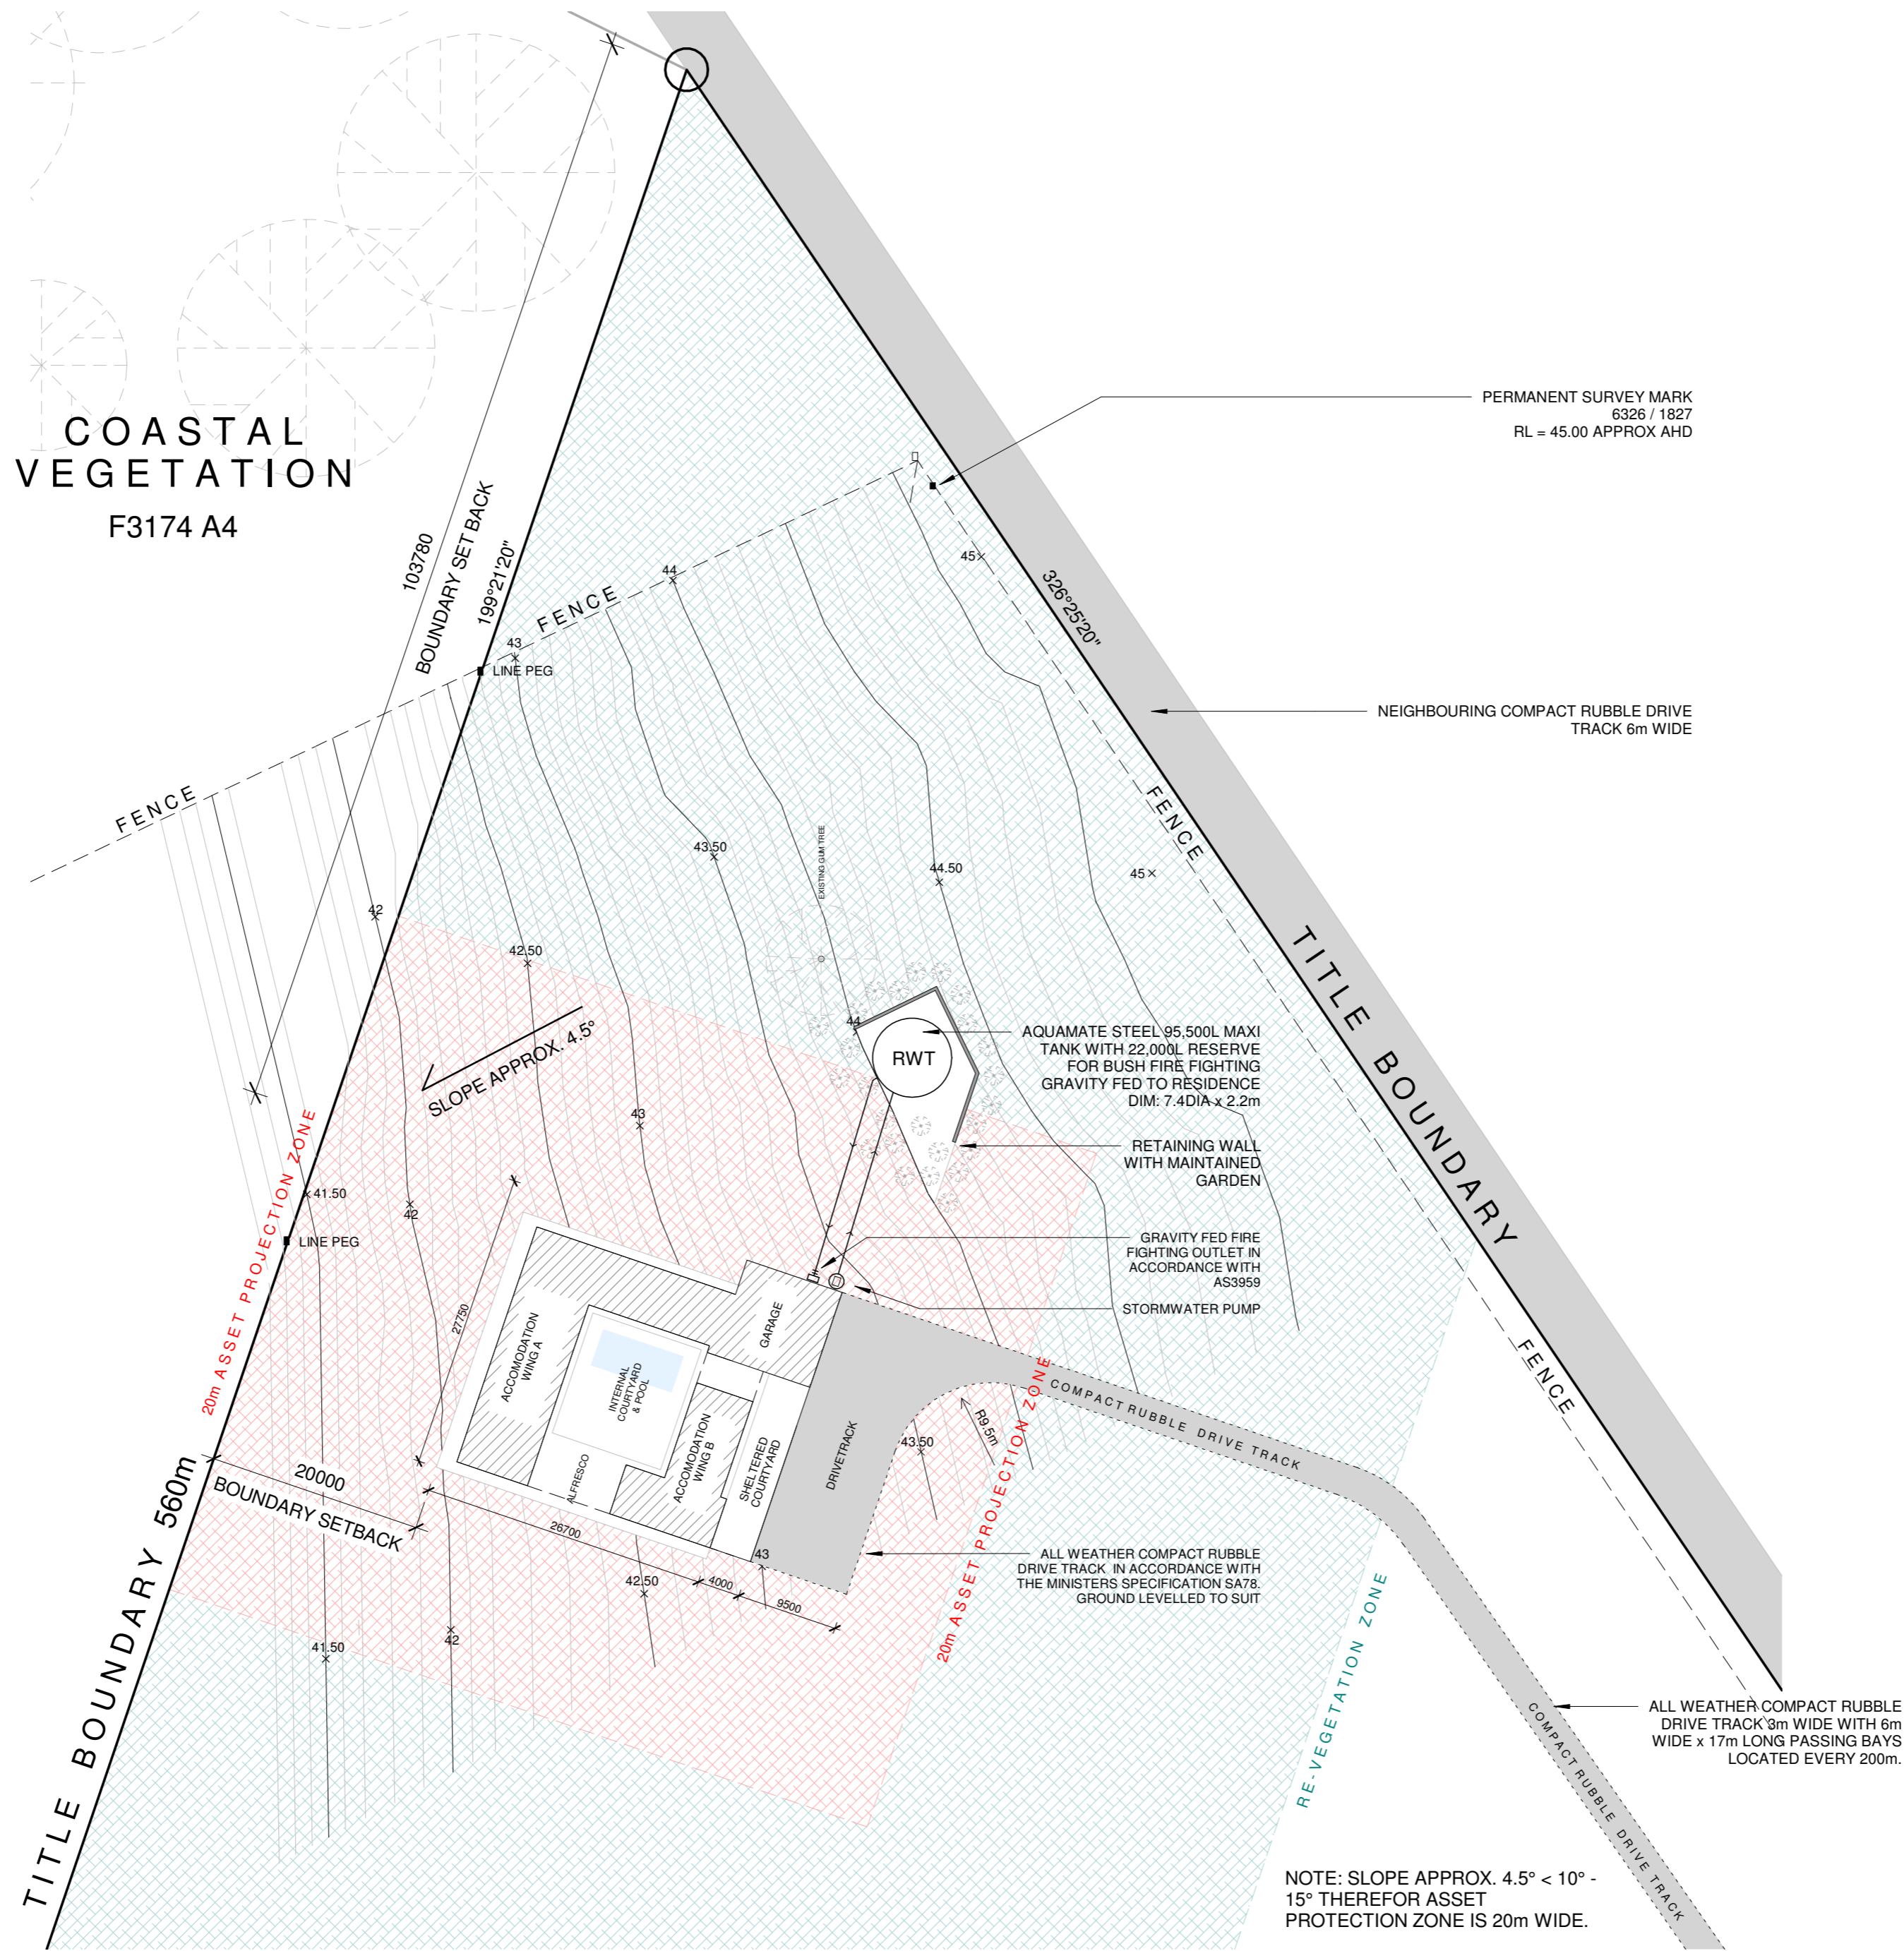 COASTAL
VEGETATION
F3174 A4
103780
BOUNDARY SET BACK
199°21'20"
PERMANENT SURVEY MARK
6326 / 1827
RL = 45.00 APPROX AHD
45
326°25'20"
44
FENCE
43
LINE PEG
NEIGHBOURING COMPACT RUBBLE DRIVE
TRACK 6m WIDE
FENCE
FENCE
43.50
EXISTING GUM TREE
44.50
45
42
42.50
TITLE BOUNDARY
SLOPE APPROX. 4.5°
44
RWT
AQUAMATE STEEL 95,500L MAXI
TANK WITH 22,000L RESERVE
FOR BUSH FIRE FIGHTING
GRAVITY FED TO RESIDENCE
DIM: 7.4DIA x 2.2m
43
RETAINING WALL
WITH MAINTAINED
GARDEN
20m ASSET PROJECTION ZONE
41.50
42
LINE PEG
GRAVITY FED FIRE
FIGHTING OUTLET IN
ACCORDANCE WITH
AS3959
STORMWATER PUMP
27750
ACCOMODATION
WING A
INTERNAL
COURTYARD
& POOL
GARAGE
FENCE
COMPACT RUBBLE DRIVE TRACK
R9.5m
43.50
DRIVETRACK
ACCOMODATION
WING B
SHELTERED
COURTYARD
ALFRESCO
20000
BOUNDARY SETBACK
26700
4000
9500
43
42.50
42
41.50
20m ASSET PROJECTION ZONE
ALL WEATHER COMPACT RUBBLE
DRIVE TRACK IN ACCORDANCE WITH
THE MINISTERS SPECIFICATION SA78.
GROUND LEVELLED TO SUIT
TITLE BOUNDARY 560m
RE-VEGETATION ZONE
ALL WEATHER COMPACT RUBBLE
DRIVE TRACK 3m WIDE WITH 6m
WIDE x 17m LONG PASSING BAYS
LOCATED EVERY 200m.
COMPACT RUBBLE DRIVE TRACK
NOTE: SLOPE APPROX. 4.5° < 10° -
15° THEREFOR ASSET
PROTECTION ZONE IS 20m WIDE.